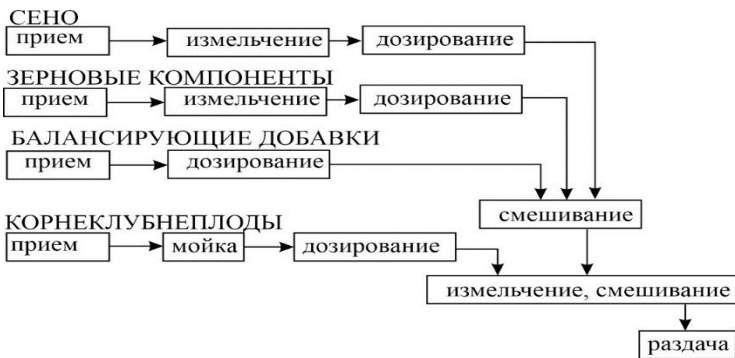 СЕНО
прием измельчение дозирование
ЗЕРНОВЫЕ КОМПОНЕНТЫ
прием измельчение дозирование
БАЛАНСИРУЮЩИЕ ДОБАВКИ
прием дозирование
смешивание
КОРНЕКЛУБНЕПЛОДЫ
прием мойка дозирование
измельчение, смешивание
раздача